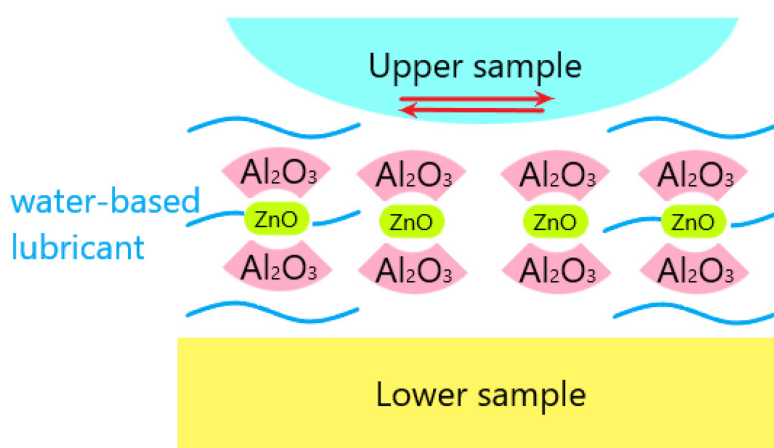 Upper sample
Al₂O₃ Al₂O₃ Al₂O₃ Al₂O₃
water-based
lubricant
ZnO ZnO ZnO ZnO
Al₂O₃ Al₂O₃ Al₂O₃ Al₂O₃
Lower sample